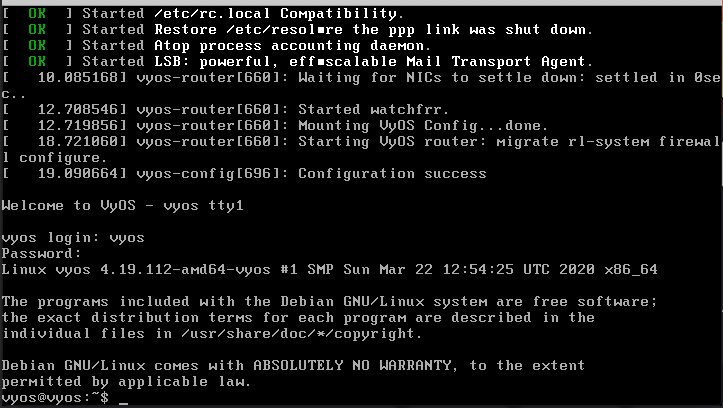 [  OK  ] Started /etc/rc.local Compatibility.
[  OK  ] Started Restore /etc/resol▪re the ppp link was shut down.
[  OK  ] Started Atop process accounting daemon.
[  OK  ] Started LSB: powerful, eff▪scalable Mail Transport Agent.
[   10.085168] vyos-router[660]: Waiting for NICs to settle down: settled in 0se
c..
[   12.708546] vyos-router[660]: Started watchfrr.
[   12.719856] vyos-router[660]: Mounting VyOS Config...done.
[   18.721060] vyos-router[660]: Starting VyOS router: migrate rl-system firewal
l configure.
[   19.090664] vyos-config[696]: Configuration success
Welcome to VyOS - vyos tty1
vyos login: vyos
Password:
Linux vyos 4.19.112-amd64-vyos #1 SMP Sun Mar 22 12:54:25 UTC 2020 x86_64
The programs included with the Debian GNU/Linux system are free software;
the exact distribution terms for each program are described in the
individual files in /usr/share/doc/*/copyright.
Debian GNU/Linux comes with ABSOLUTELY NO WARRANTY, to the extent
permitted by applicable law.
vyos@vyos:~$ _